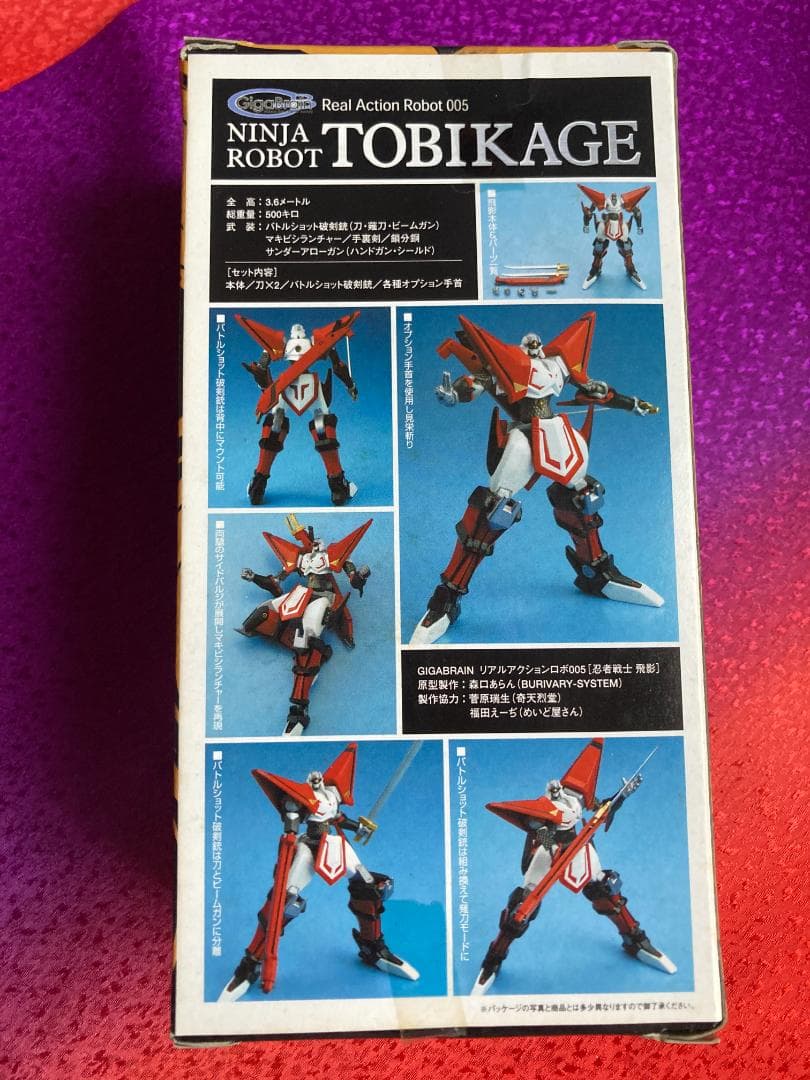 GigaBrain
Real Action Robot 005
NINJA
ROBOT
TOBIKAGE
全 高：3.6メートル
総重量：500キロ
武 装：バトルショット破剣銃（刀・薙刀・ビームガン）
マキビシランチャー／手裏剣／鎖分銅
サンダーアローガン（ハンドガン・シールド）
［セット内容］
本体／刀×2／バトルショット破剣銃／各種オプション手首
■飛影本体&パーツ一覧
■バトルショット破剣銃は背中にマウント可能
■オプション手首を使用し見栄斬り
■両脇のサイドバルジが展開しマキビシランチャーを再現
GIGABRAIN リアルアクションロボ005［忍者戦士 飛影］
原型製作：森口あらん（BURIVARY-SYSTEM）
製作協力：菅原瑞生（奇天烈堂）
福田えーぢ（めいど屋さん）
■バトルショット破剣銃は刀とビームガンに分離
■バトルショット破剣銃は組み換えて薙刀モードに
※パッケージの写真と商品とは多少異なりますので御了承ください。